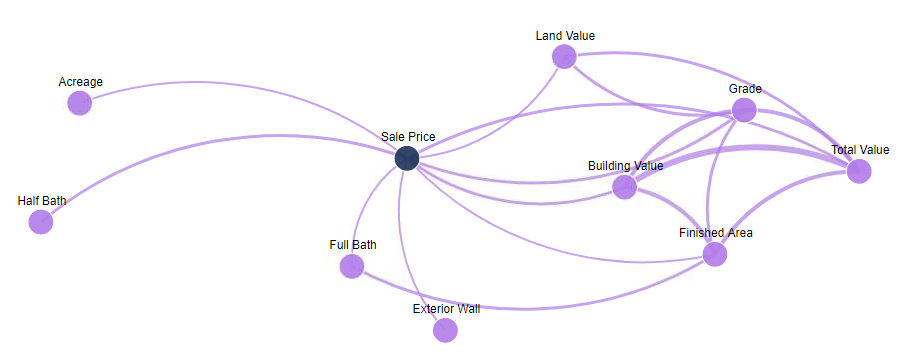 Land Value
Acreage
Grade
Sale Price
Total Value
Building Value
Half Bath
Finished Area
Full Bath
Exterior Wall